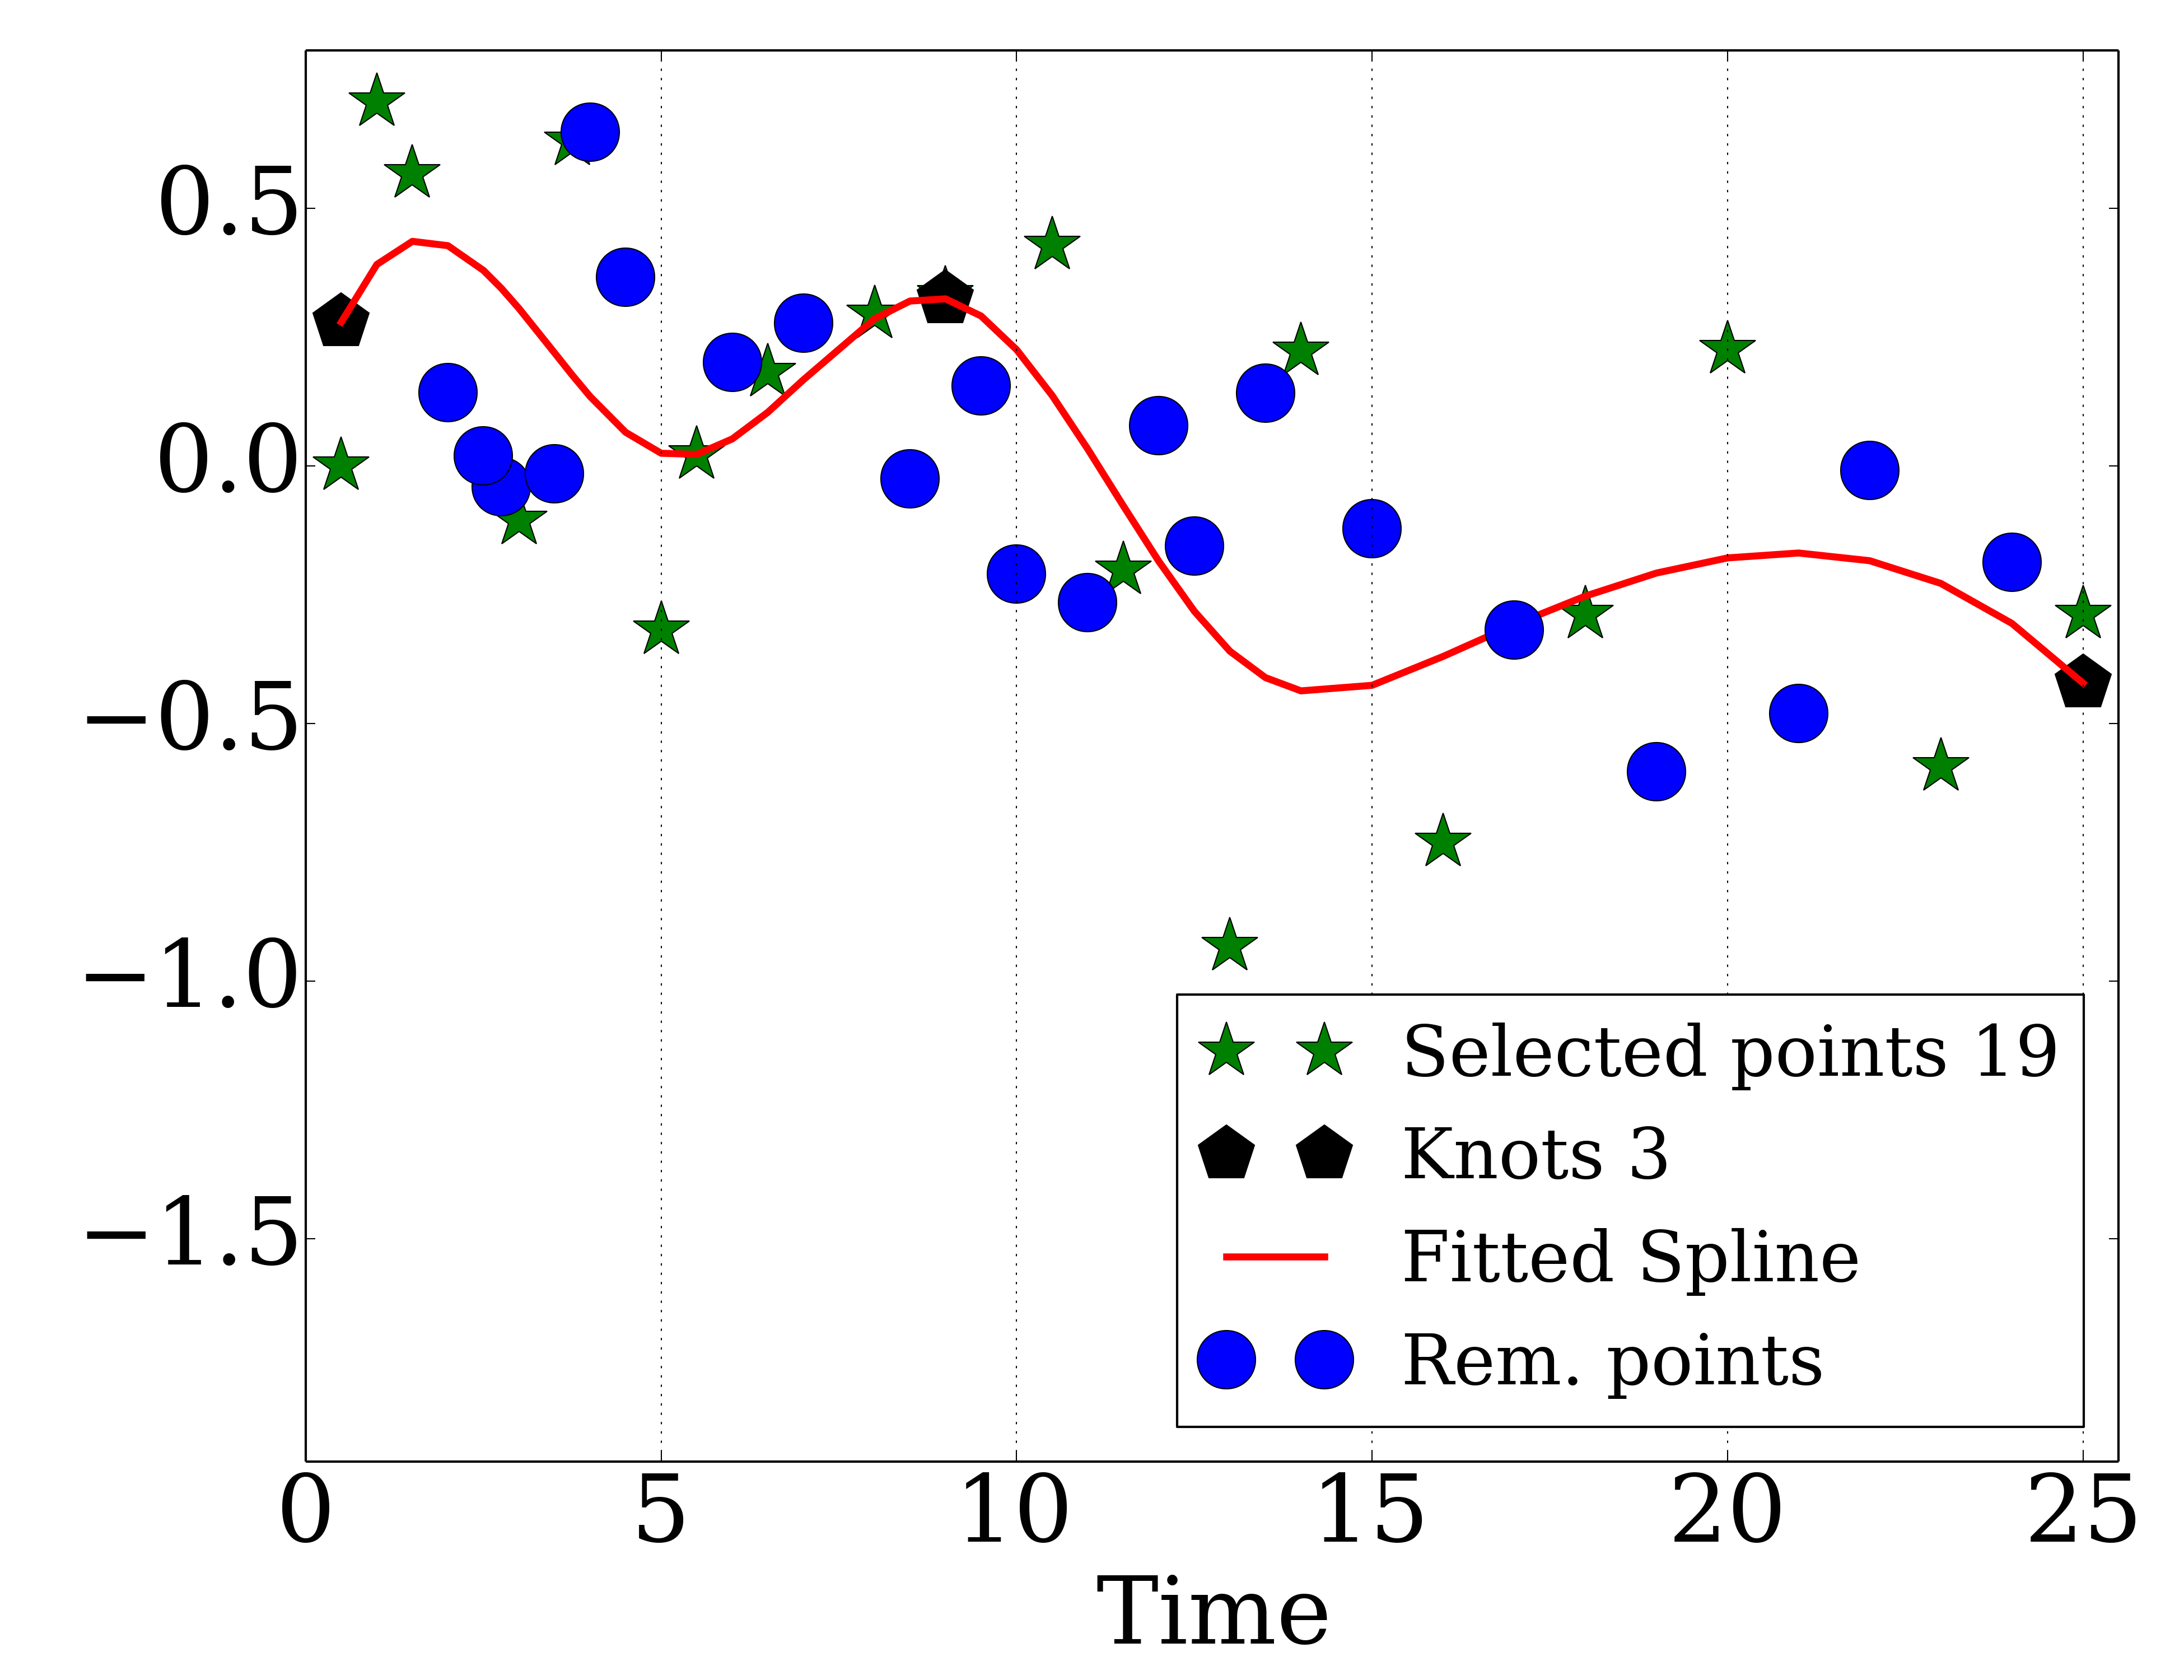 0.5
0.0
−0.5
−1.0
−1.5
Selected points 19
Knots 3
Fitted Spline
Rem. points
0 5 10 15 20 25
Time